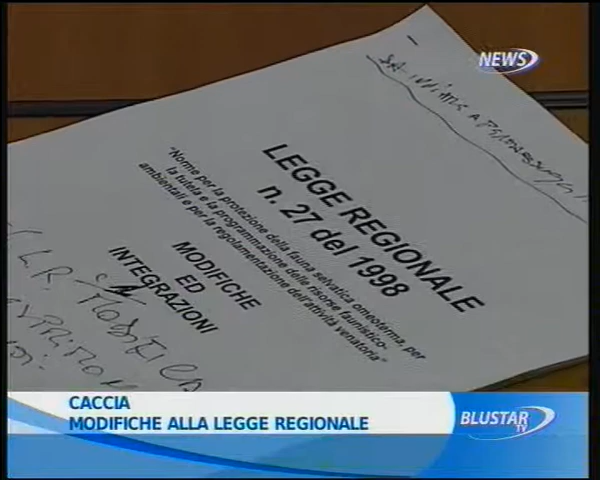 NEWS
LEGGE REGIONALE
n. 27 del 1998
"Norme per la protezione della fauna selvatica omeoterma, per
la tutela e la programmazione delle risorse faunistico-
ambientali e per la regolamentazione dell'attività venatoria"
MODIFICHE
ED
INTEGRAZIONI
L.R.
CACCIA
MODIFICHE ALLA LEGGE REGIONALE
BLUSTAR
TV